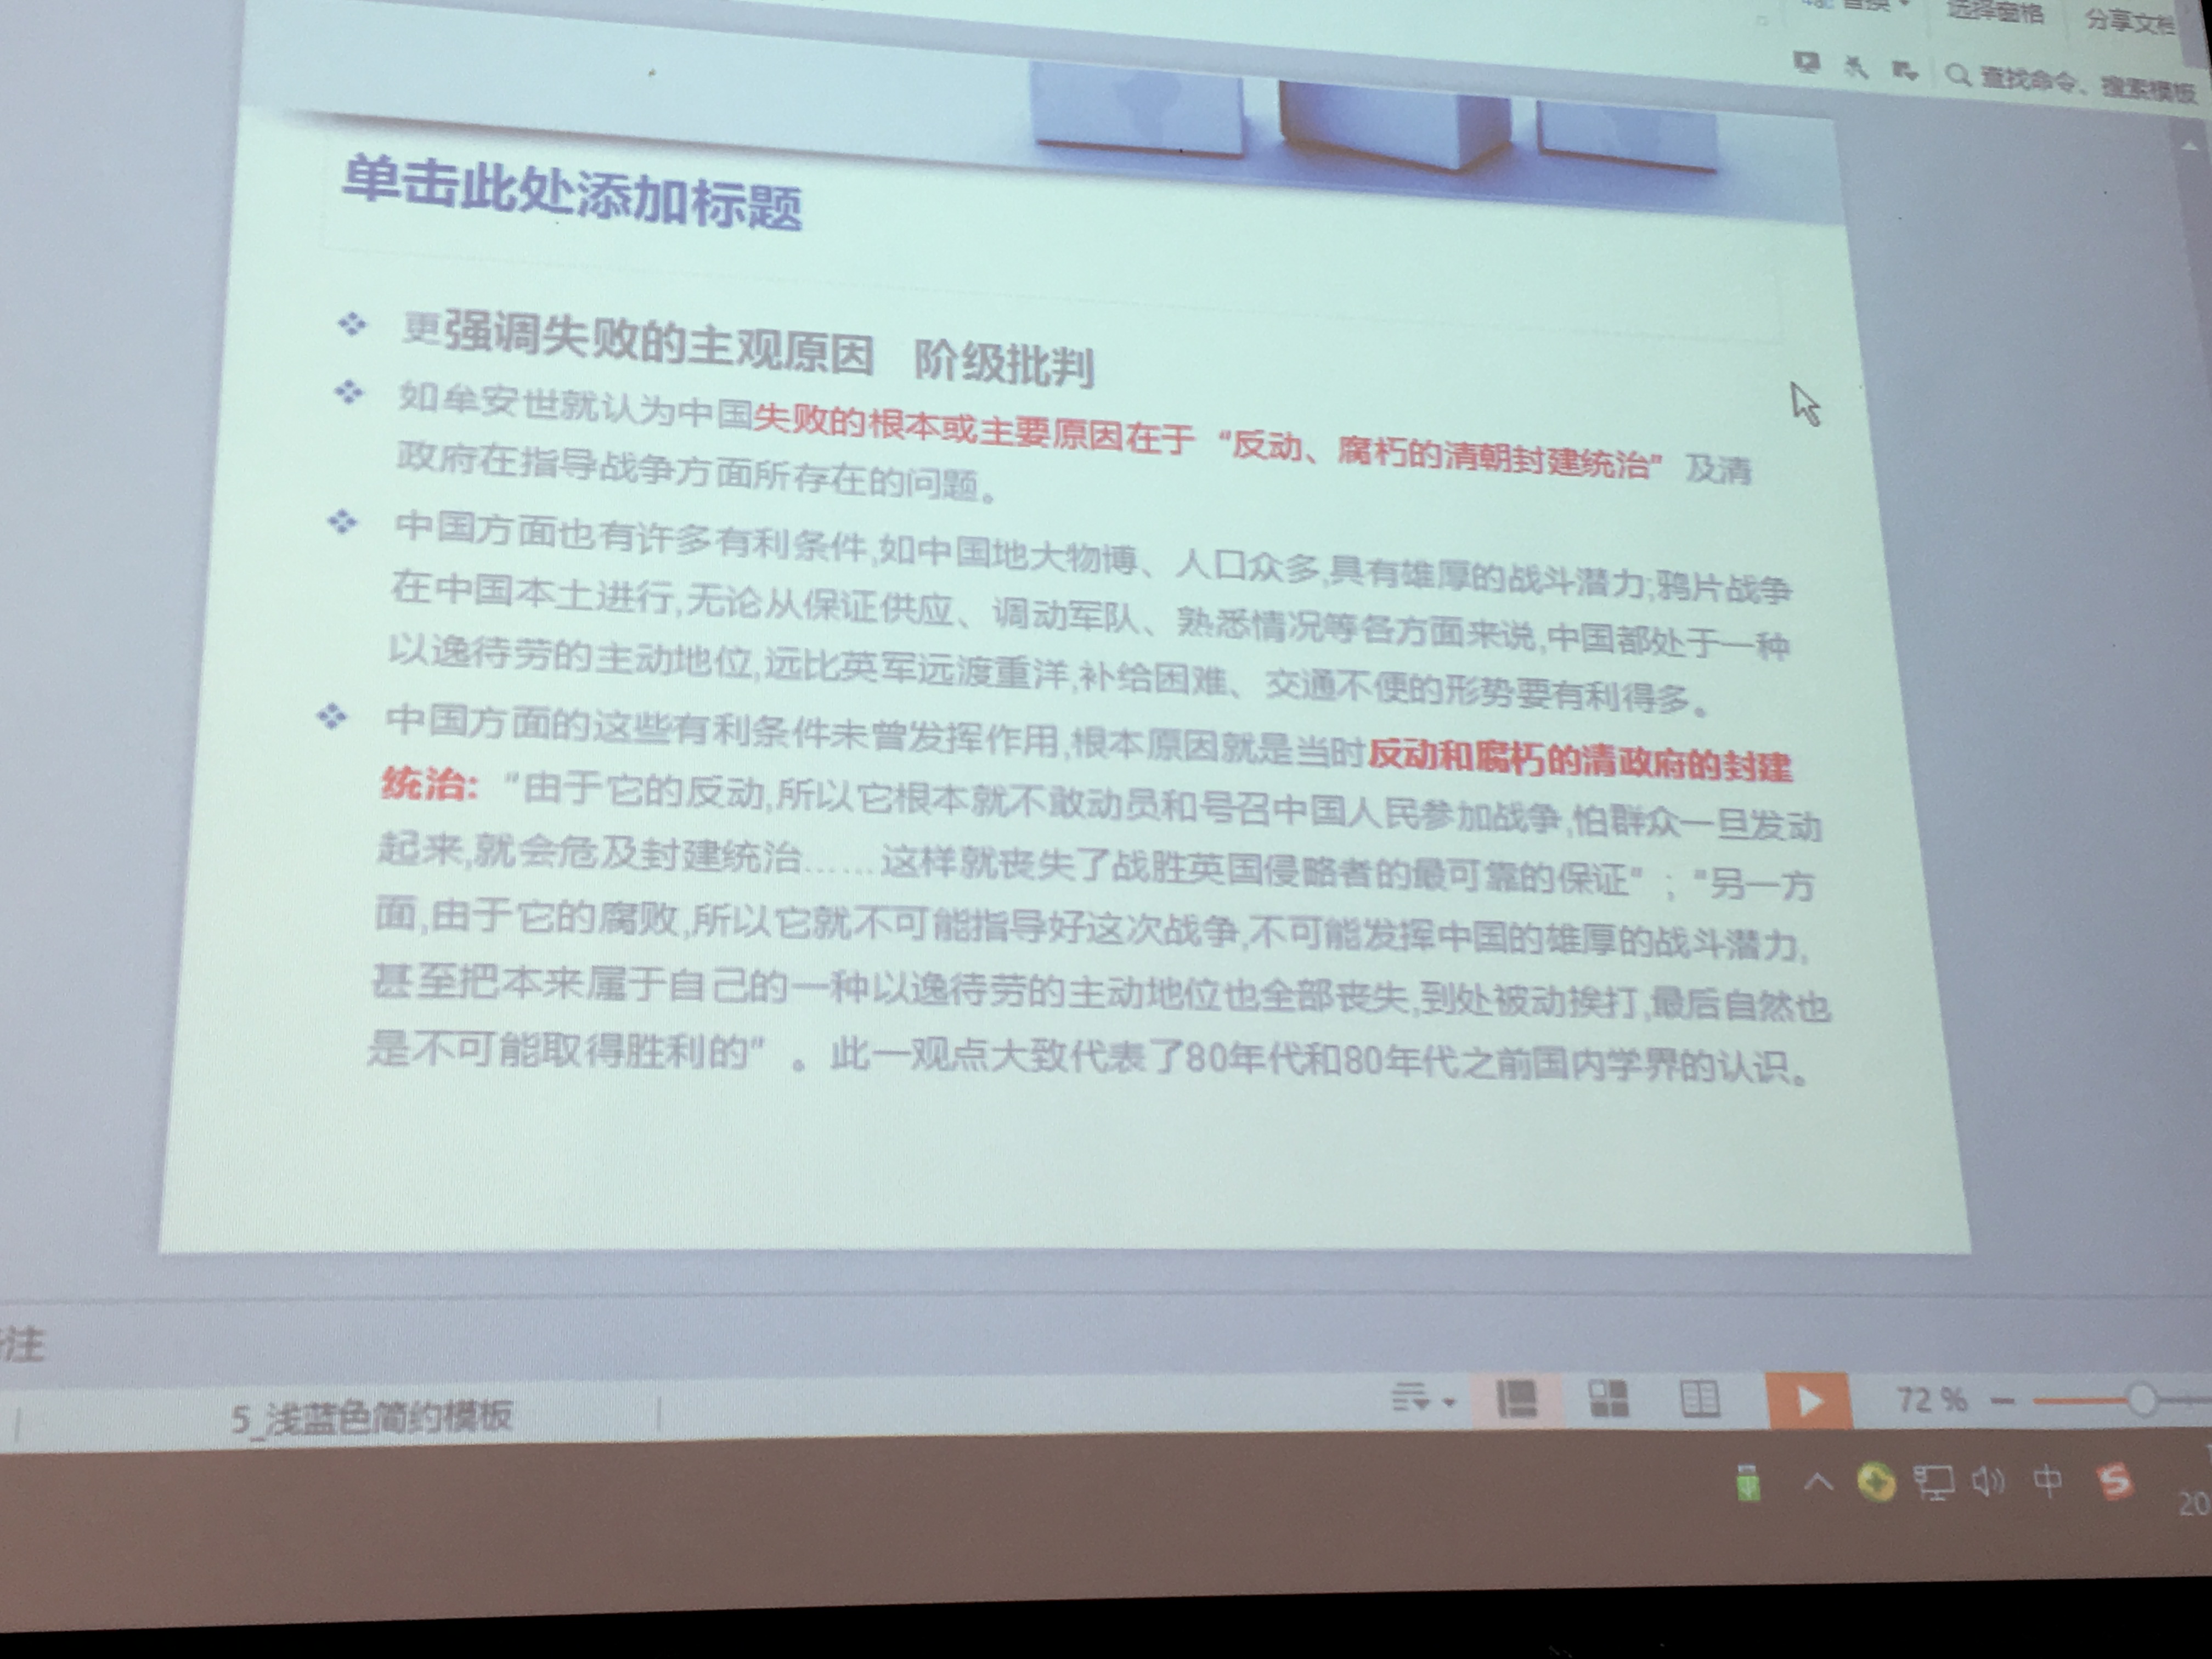 替换
选择窗格
分享文档
查找命令、搜索模板
单击此处添加标题
更强调失败的主观原因 阶级批判
如牟安世就认为中国失败的根本或主要原因在于“反动、腐朽的清朝封建统治”及清
政府在指导战争方面所存在的问题。
中国方面也有许多有利条件,如中国地大物博、人口众多,具有雄厚的战斗潜力;鸦片战争
在中国本土进行,无论从保证供应、调动军队、熟悉情况等各方面来说,中国都处于一种
以逸待劳的主动地位,远比英军远渡重洋,补给困难、交通不便的形势要有利得多。
中国方面的这些有利条件未曾发挥作用,根本原因就是当时反动和腐朽的清政府的封建
统治:“由于它的反动,所以它根本就不敢动员和号召中国人民参加战争,怕群众一旦发动
起来,就会危及封建统治……这样就丧失了战胜英国侵略者的最可靠的保证”;“另一方
面,由于它的腐败,所以它就不可能指导好这次战争,不可能发挥中国的雄厚的战斗潜力,
甚至把本来属于自己的一种以逸待劳的主动地位也全部丧失,到处被动挨打,最后自然也
是不可能取得胜利的”。此一观点大致代表了80年代和80年代之前国内学界的认识。
注
5_浅蓝色简约模板
72 %
中
S
20